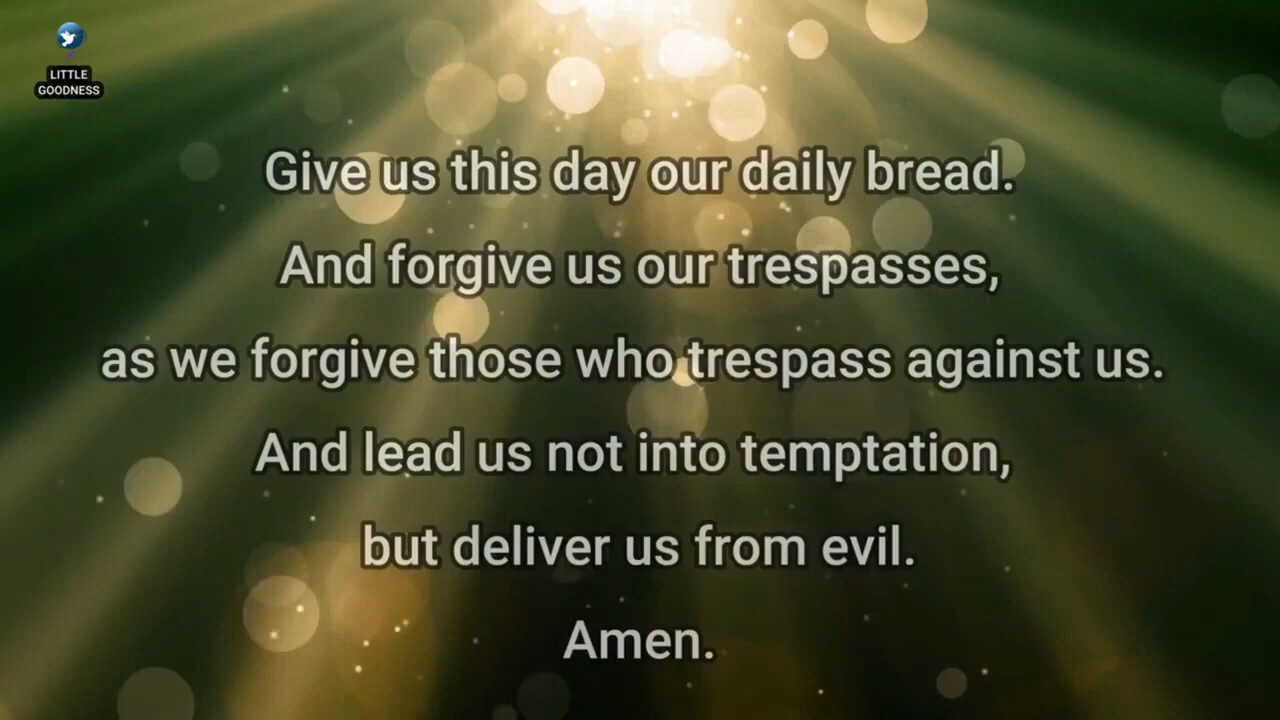 LITTLE
GOODNESS
Give us this day our daily bread.
And forgive us our trespasses,
as we forgive those who trespass against us.
And lead us not into temptation,
but deliver us from evil.
Amen.